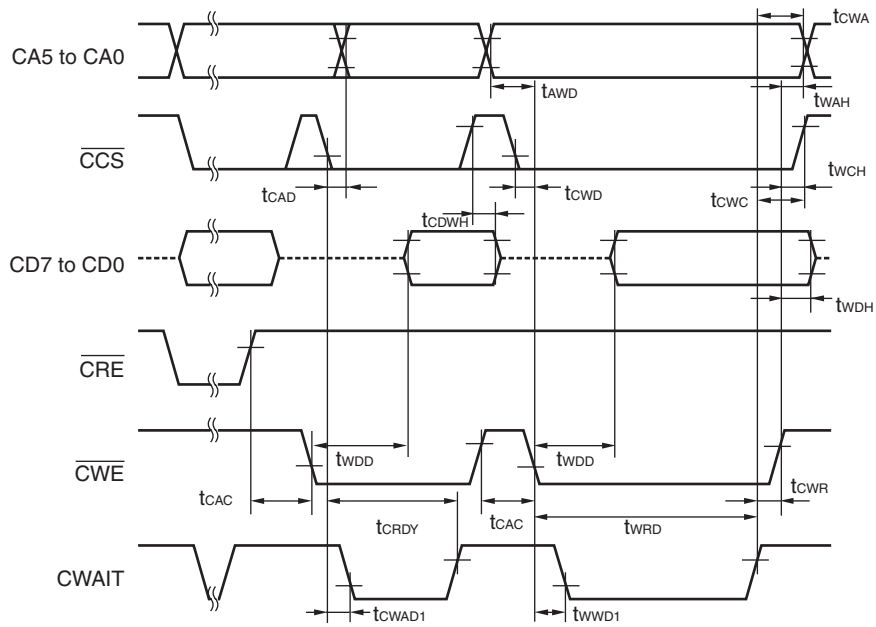 tCWA
CA5 to CA0
tAWD
tWAH
CCS
tCAD
tCWD
tWCH
tCDWH
tCWC
CD7 to CD0
tWDH
CRE
tWDD
tWDD
CWE
tCAC
tCRDY
tCAC
tWRD
tCWR
CWAIT
tCWAD1
tWWD1